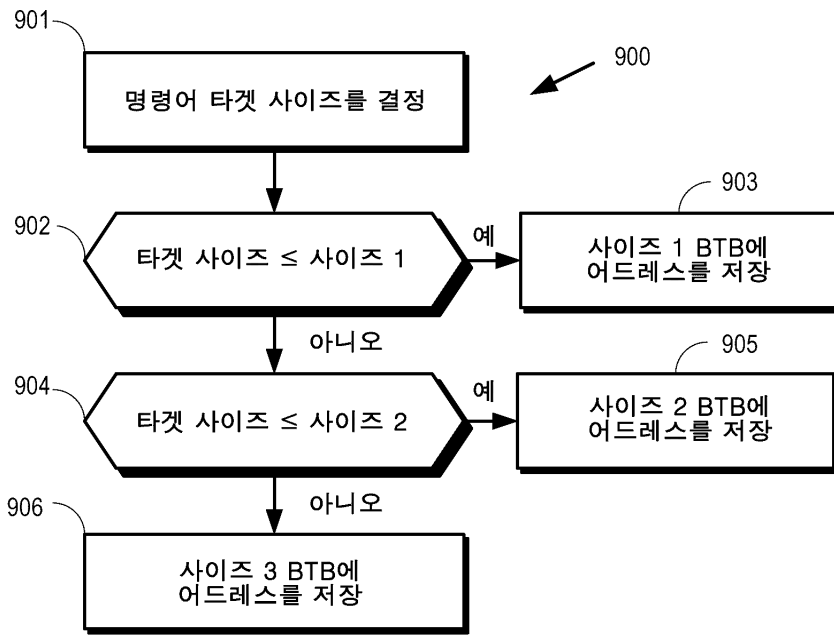 901
900
명령어 타겟 사이즈를 결정
902
타겟 사이즈 ≤ 사이즈 1
예
903
사이즈 1 BTB에
어드레스를 저장
아니오
904
타겟 사이즈 ≤ 사이즈 2
예
905
사이즈 2 BTB에
어드레스를 저장
아니오
906
사이즈 3 BTB에
어드레스를 저장